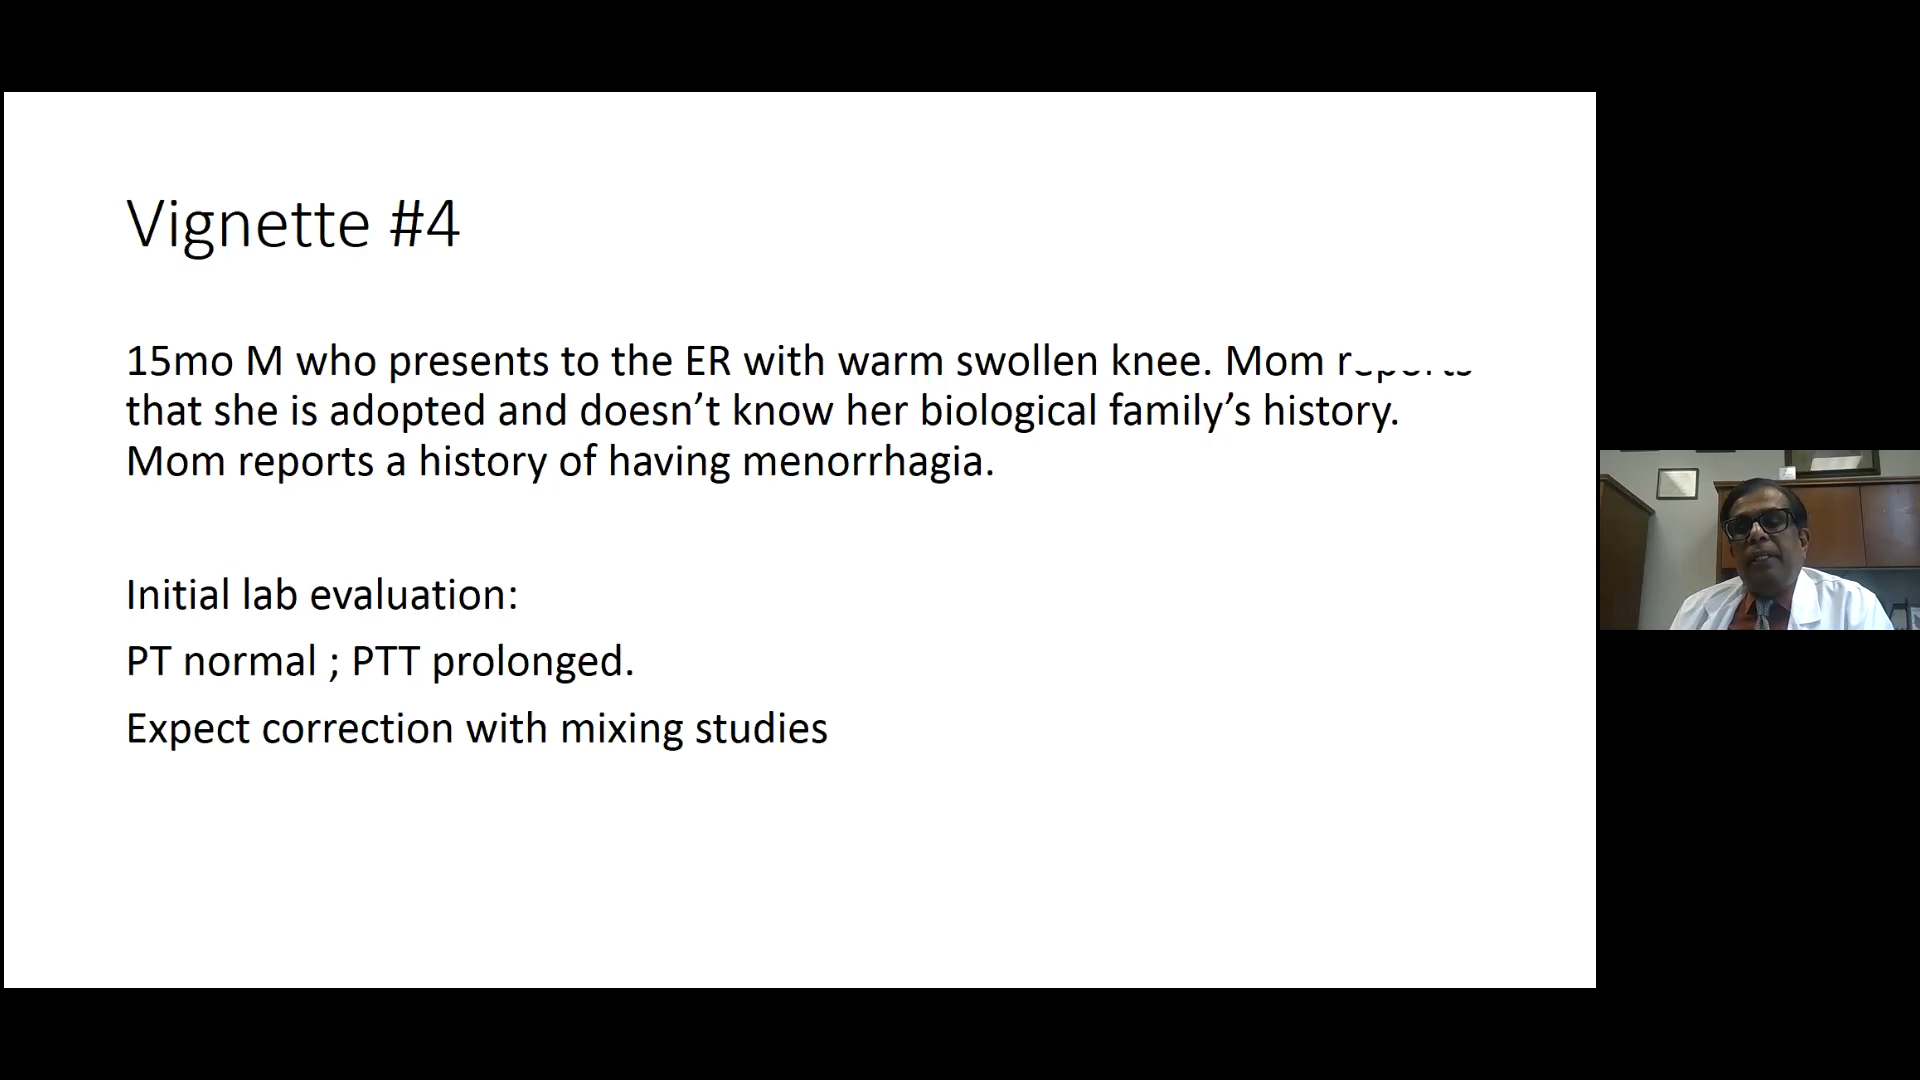 Vignette #4
15mo M who presents to the ER with warm swollen knee. Mom reports
that she is adopted and doesn’t know her biological family’s history.
Mom reports a history of having menorrhagia.
Initial lab evaluation:
PT normal ; PTT prolonged.
Expect correction with mixing studies